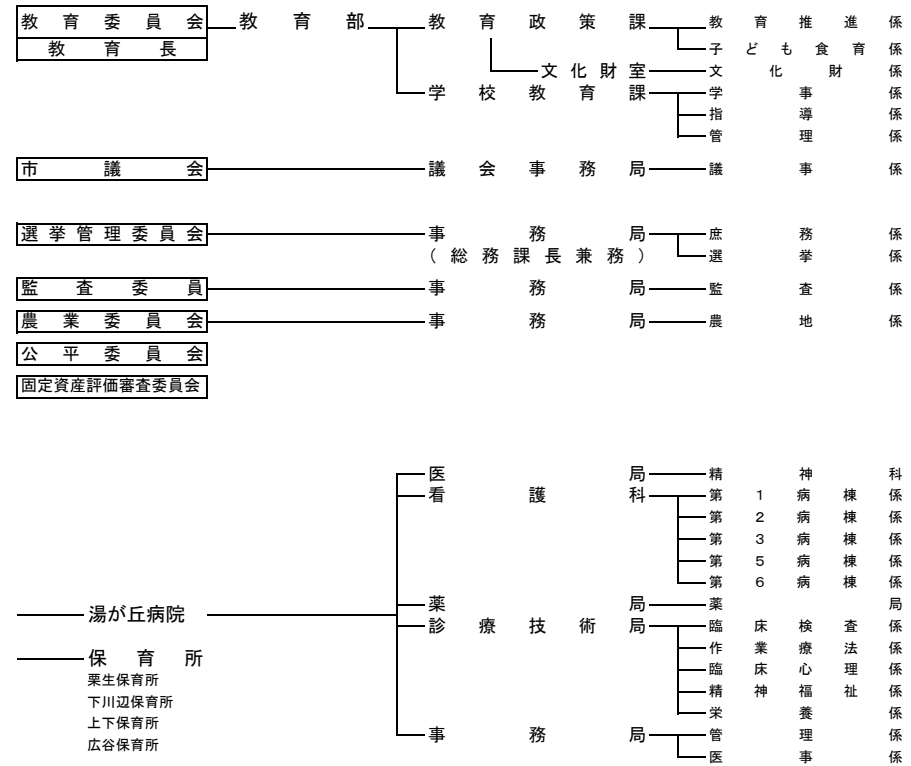 教育委員会 教育部 教育政策課 教育推進係
教育長 子ども食育係
文化財室 文化財係
学校教育課 学事係
指導係
管理係
市議会 議会事務局 議事係
選挙管理委員会 事務局 庶務係
(総務課長兼務) 選挙係
監査委員 事務局 監査係
農業委員会 事務局 農地係
公平委員会
固定資産評価審査委員会
医局 精神科
看護科 第1病棟係
第2病棟係
第3病棟係
第5病棟係
第6病棟係
薬局 薬局
湯が丘病院 診療技術局 臨床検査係
作業療法係
保育所 臨床心理係
栗生保育所 精神福祉係
下川辺保育所 栄養係
上下保育所 事務局 管理係
広谷保育所 医事係